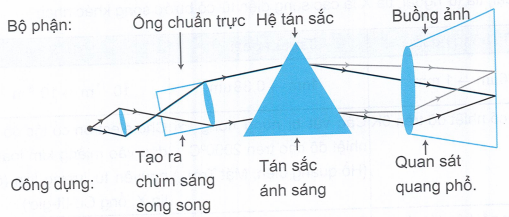 Bộ phận: Ống chuẩn trực Hệ tán sắc Buồng ảnh
Công dụng: Tạo ra chùm sáng song song
Tán sắc ánh sáng
Quan sát quang phổ.